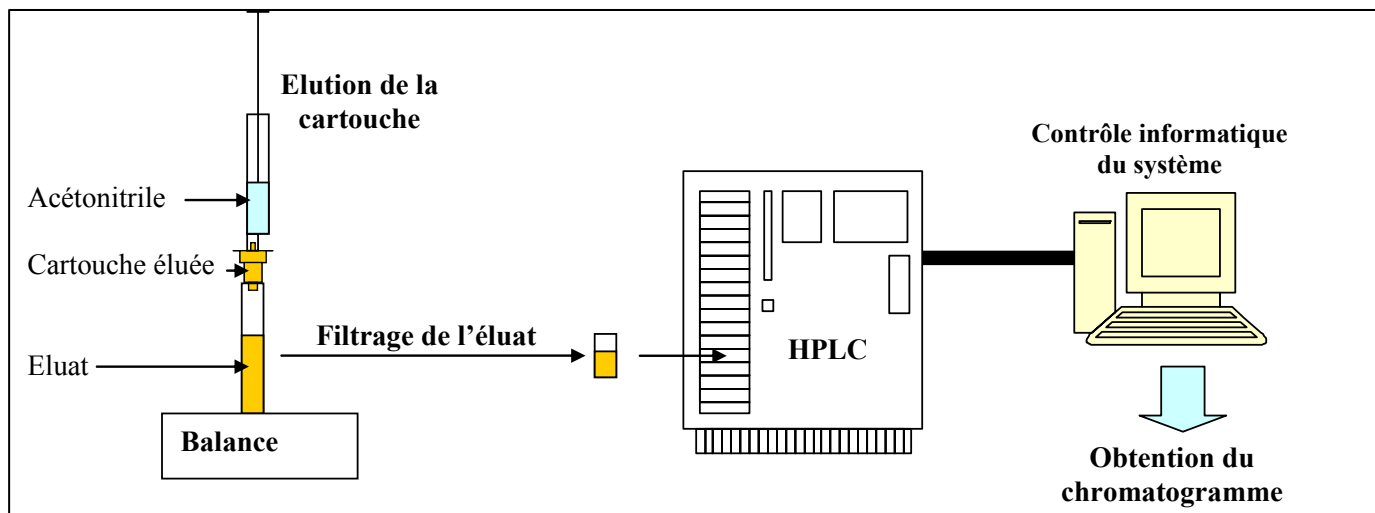 Elution de la
cartouche
Acétonitrile
Cartouche éluée
Eluat
Balance
Filtrage de l’éluat
HPLC
Contrôle informatique
du système
Obtention du
chromatogramme